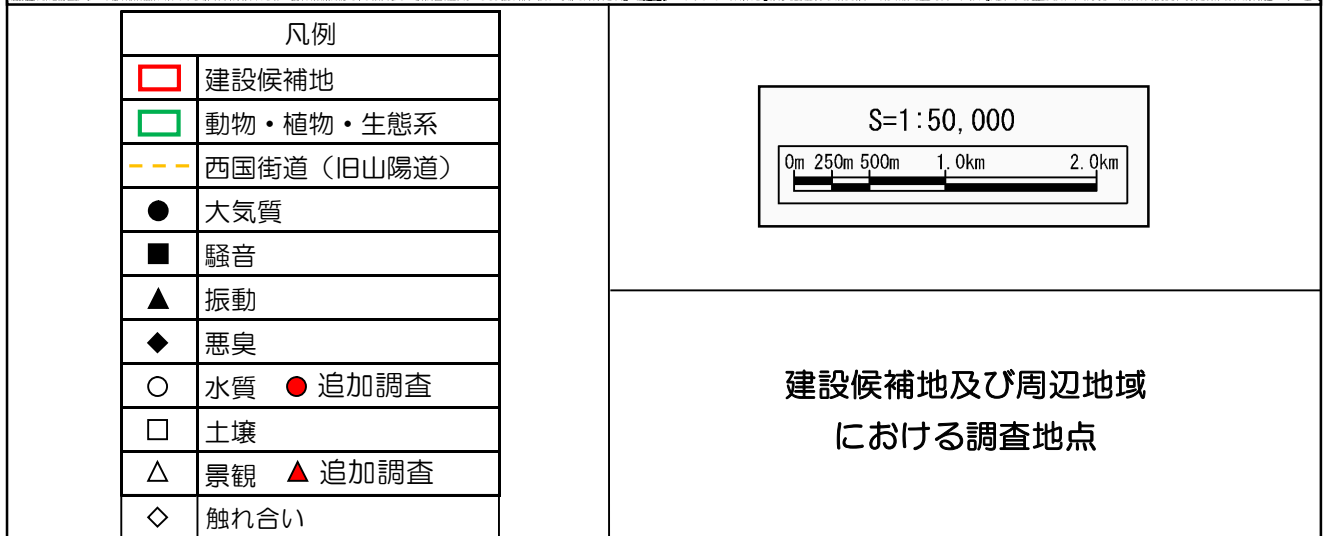 凡例
建設候補地
動物・植物・生態系
西国街道（旧山陽道）
大気質
騒音
振動
悪臭
水質 追加調査
土壌
景観 追加調査
触れ合い
S=1:50,000
0m 250m 500m 1.0km 2.0km
建設候補地及び周辺地域
における調査地点